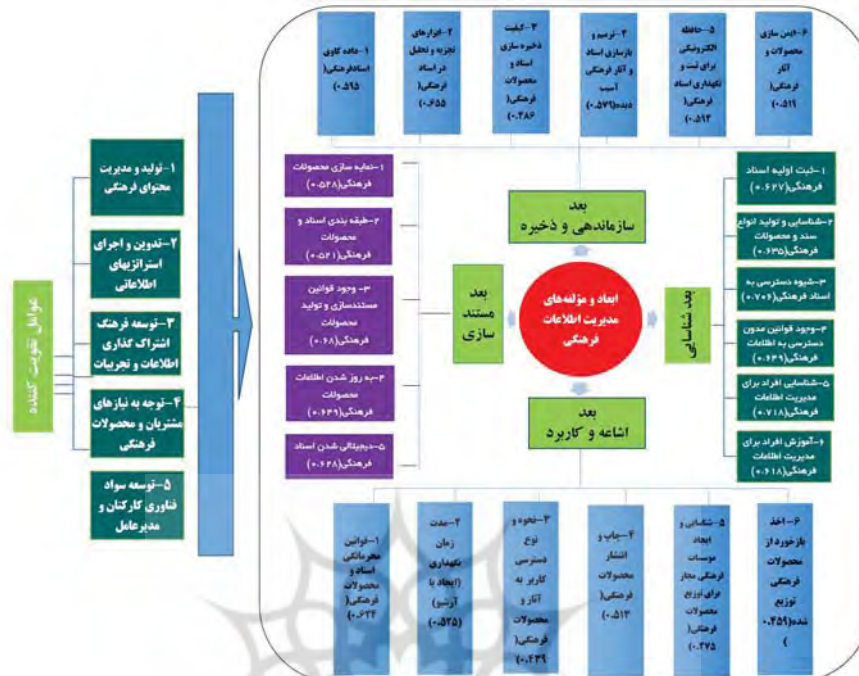 ۱-داده کاوی
اسنادفرهنگی(
۰.۵۹۵)
۲-ابزارهای
تجزیه و تحلیل
در اسناد
فرهنگی(
۰.۶۵۵)
۳-کیفیت
ذخیره سازی
اسناد و
محصولات
فرهنگی(
۰.۴۸۶)
۴-ترمیم و
بازسازی اسناد
و آثار فرهنگی
آسیب
دیده(۰.۵۷۹)
۵-حافظه
الکترونیکی
برای ثبت و
نگهداری اسناد
فرهنگی(
۰.۵۹۴)
۶-ایمن سازی
محصولات و
آثار
فرهنگی(
۰.۵۱۹)
عوامل تقویت کننده
۱-تولید و مدیریت
محتوای فرهنگی
۲-تدوین و اجرای
استراتژیهای
اطلاعاتی
۳-توسعه فرهنگ
اشتراک گذاری
اطلاعات و تجربیات
۴-توجه به نیازهای
مشتریان و محصولات
فرهنگی
۵-توسعه سواد
فناوری کارکنان و
مدیرعامل
۱-نمایه سازی محصولات
فرهنگی(۰.۵۲۸)
۲-طبقه بندی اسناد و
محصولات
فرهنگی(۰.۵۲۱)
۳- وجود قوانین
مستندسازی و تولید
محصولات
فرهنگی(۰.۶۸)
۴-به روز شدن اطلاعات
محصولات
فرهنگی(۰.۶۴۹)
۵-دیجیتالی شدن اسناد
فرهنگی(۰.۶۲۸)
بعد
سازماندهی و ذخیره
بعد
مستند
سازی
ابعاد و مؤلفه‌های
مدیریت اطلاعات
فرهنگی
بعد شناسایی
بعد
اشاعه و کاربرد
۱-ثبت اولیه اسناد
فرهنگی(۰.۶۲۷)
۲-شناسایی و تولید انواع
سند و محصولات
فرهنگی(۰.۶۳۵)
۳-شیوه دسترسی به
اسناد فرهنگی(۰.۷۰۶)
۴-وجود قوانین مدون
دسترسی به اطلاعات
فرهنگی(۰.۶۴۹)
۵-شناسایی افراد برای
مدیریت اطلاعات
فرهنگی(۰.۷۱۸)
۶-آموزش افراد برای
مدیریت اطلاعات
فرهنگی(۰.۶۱۸)
۱-قوانین
محرمانگی
اسناد و
محصولات
فرهنگی(
۰.۶۳۴)
۲-مدت
زمان
نگهداری
(ایجاد یا
آرشیو)
(۰.۵۲۵)
۳-نحوه و
نوع
دسترسی
کاربر به
آثار و
محصولات
فرهنگی(
۰.۴۳۹)
۴-چاپ و
انتشار
محصولات
فرهنگی(
۰.۵۱۳)
۵-شناسایی و
ایجاد
موسسات
فرهنگی مجاز
برای توزیع
محصولات
فرهنگی(
۰.۴۷۵)
۶-اخذ
بازخورد از
محصولات
فرهنگی
توزیع
شده(۰.۴۵۹
)